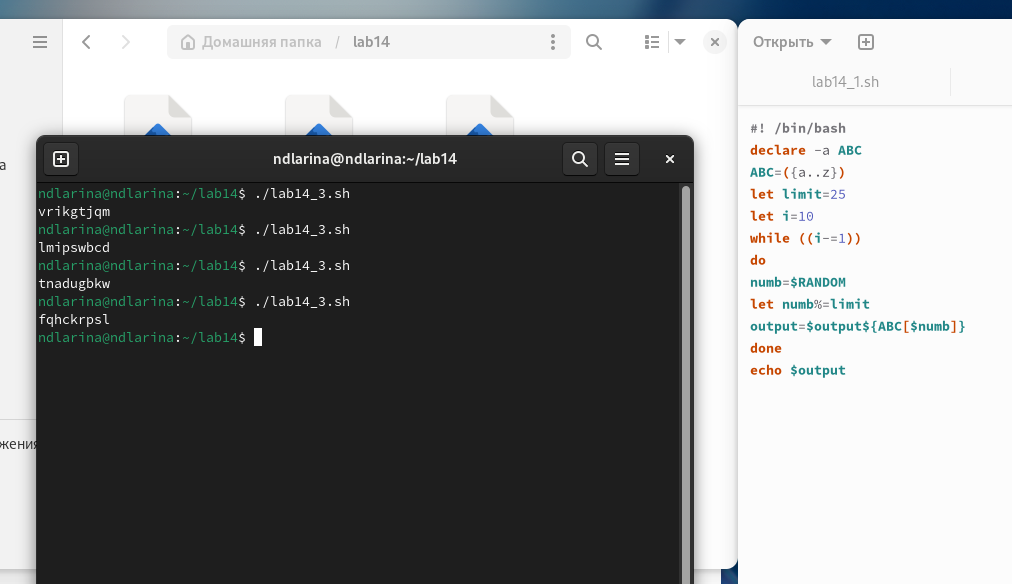 Домашняя папка / lab14
Открыть
lab14_1.sh
а
жения
ndlarina@ndlarina:~/lab14
ndlarina@ndlarina:~/lab14$ ./lab14_3.sh
vrikgtjqm
ndlarina@ndlarina:~/lab14$ ./lab14_3.sh
lmipswbcd
ndlarina@ndlarina:~/lab14$ ./lab14_3.sh
tnadugbkw
ndlarina@ndlarina:~/lab14$ ./lab14_3.sh
fqhckrpsl
ndlarina@ndlarina:~/lab14$
#! /bin/bash
declare -a ABC
ABC=({a..z})
let limit=25
let i=10
while ((i-=1))
do
numb=$RANDOM
let numb%=limit
output=$output${ABC[$numb]}
done
echo $output